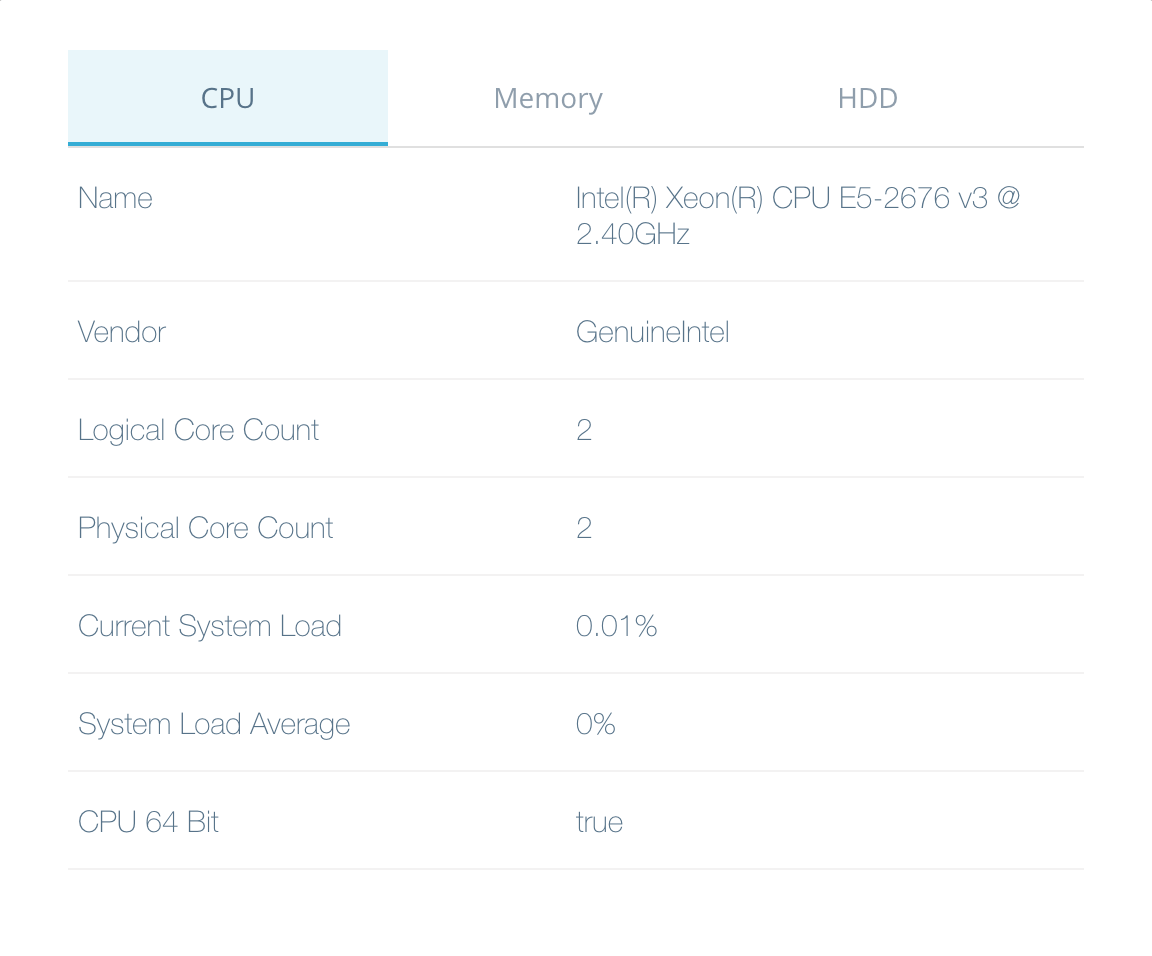 CPU Memory HDD
Name Intel(R) Xeon(R) CPU E5-2676 v3 @
2.40GHz
Vendor GenuineIntel
Logical Core Count 2
Physical Core Count 2
Current System Load 0.01%
System Load Average 0%
CPU 64 Bit true